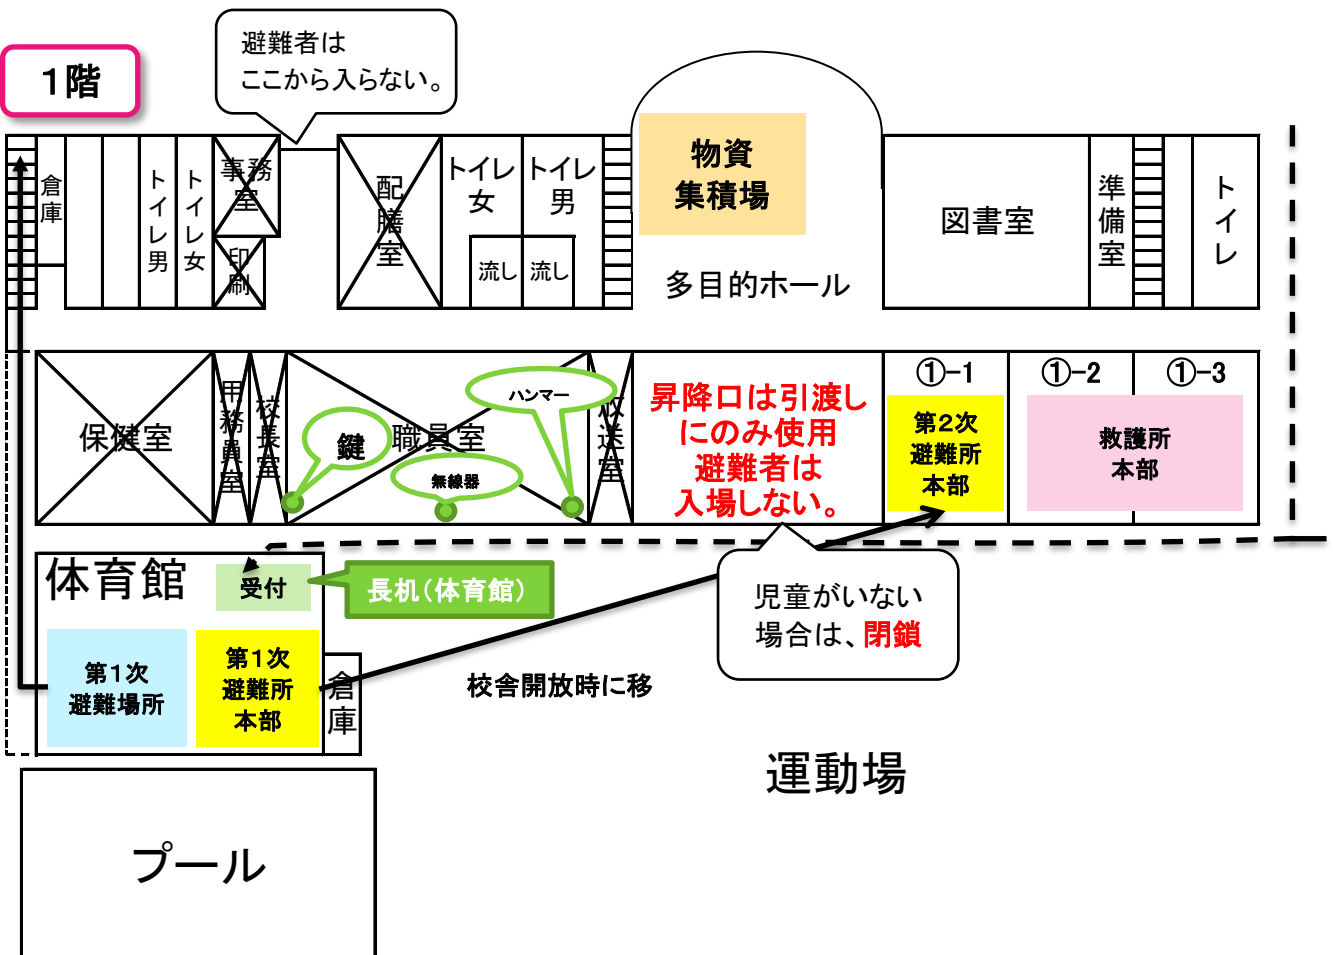 避難者は
ここから入らない。
1階
倉庫
トイレ男
トイレ女
事務室
印刷
配膳室
トイレ女
トイレ男
流し
流し
物資
集積場
多目的ホール
図書室
準備室
トイレ
保健室
用務員室
校長室
鍵
職員室
無線器
ハンマー
放送室
昇降口は引渡し
にのみ使用
避難者は
入場しない。
①-1
①-2
①-3
第2次
避難所
本部
救護所
本部
体育館
受付
長机(体育館)
第1次
避難場所
第1次
避難所
本部
倉庫
校舎開放時に移
児童がいない
場合は、閉鎖
運動場
プール